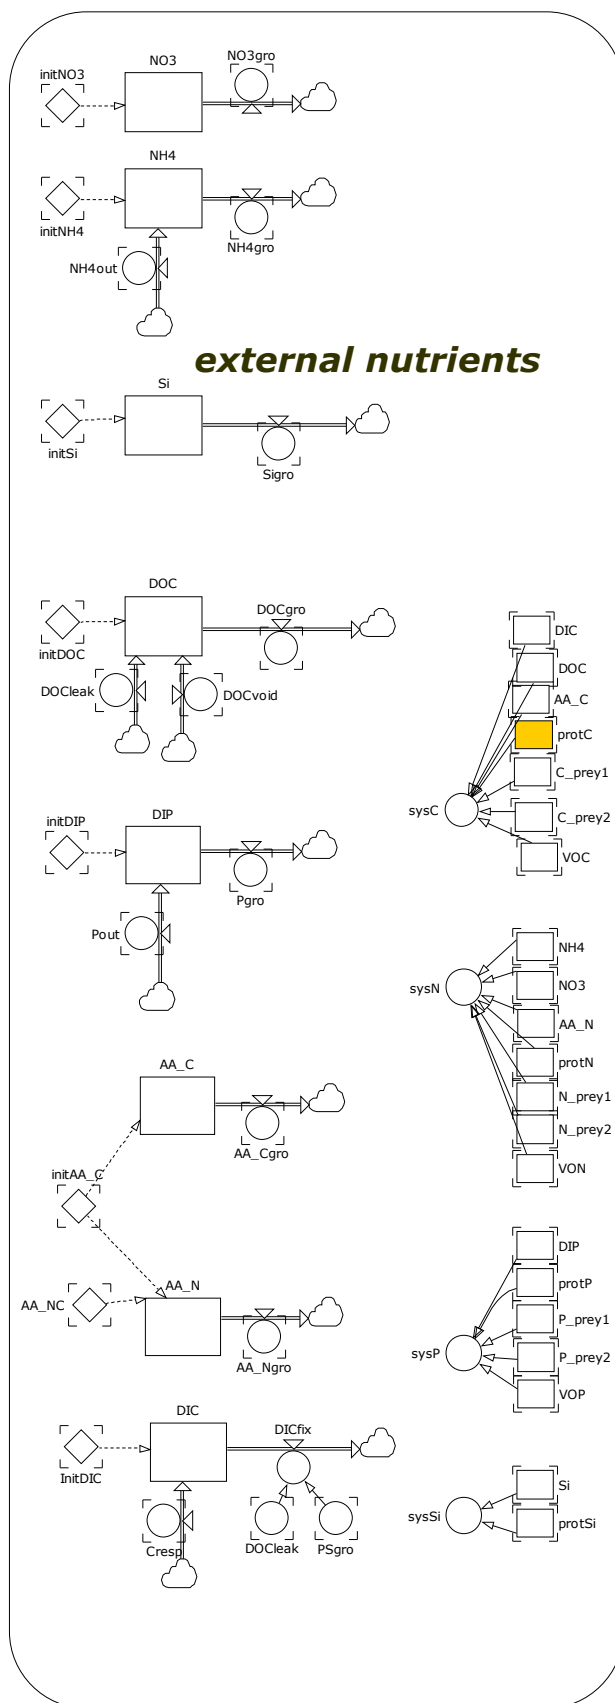 NO3
NO3gro
initNO3
NH4
initNH4
NH4gro
NH4out
external nutrients
Si
initSi
Sigro
DOC
DOCgro
initDOC
DOCleak
DOCvoid
DIP
initDIP
Pgro
Pout
AA_C
AA_Cgro
initAA_C
AA_N
AA_NC
AA_Ngro
DIC
DICfix
InitDIC
Cresp
DOCleak
PSgro
DIC
DOC
AA_C
protC
C_prey1
sysC
C_prey2
VOC
NH4
NO3
sysN
AA_N
protN
N_prey1
N_prey2
VON
DIP
protP
P_prey1
sysP
P_prey2
VOP
Si
sysSi
protSi